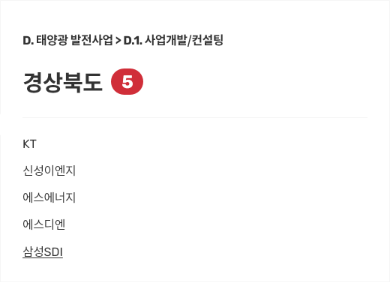 D. 태양광 발전사업 > D.1. 사업개발/컨설팅
경상북도 5
KT
신성이엔지
에스에너지
에스디엔
삼성SDI